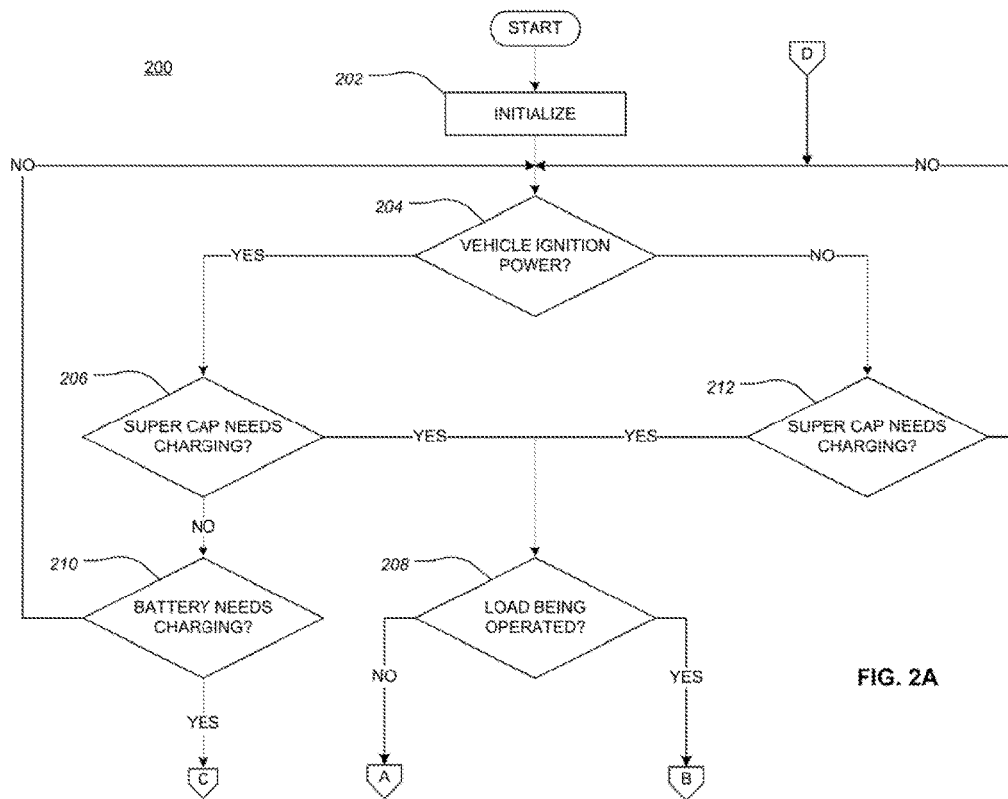 START
D
200
202
INITIALIZE
NO
NO
204
VEHICLE IGNITION
POWER?
YES
NO
206
SUPER CAP NEEDS
CHARGING?
YES
YES
212
SUPER CAP NEEDS
CHARGING?
NO
210
BATTERY NEEDS
CHARGING?
208
LOAD BEING
OPERATED?
NO
YES
FIG. 2A
YES
C
A
B